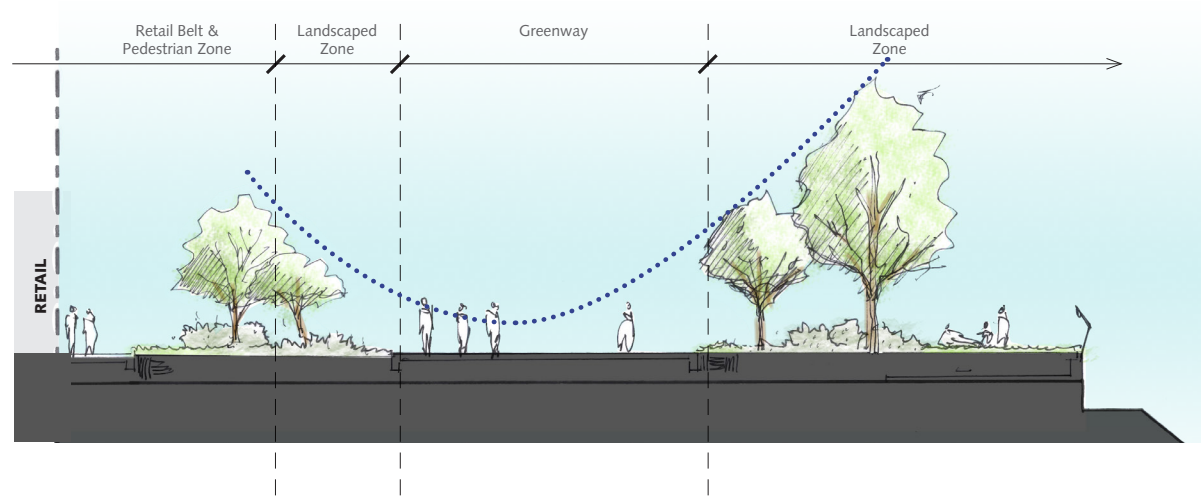 Retail Belt &
Pedestrian Zone
Landscaped
Zone
Greenway
Landscaped
Zone
RETAIL